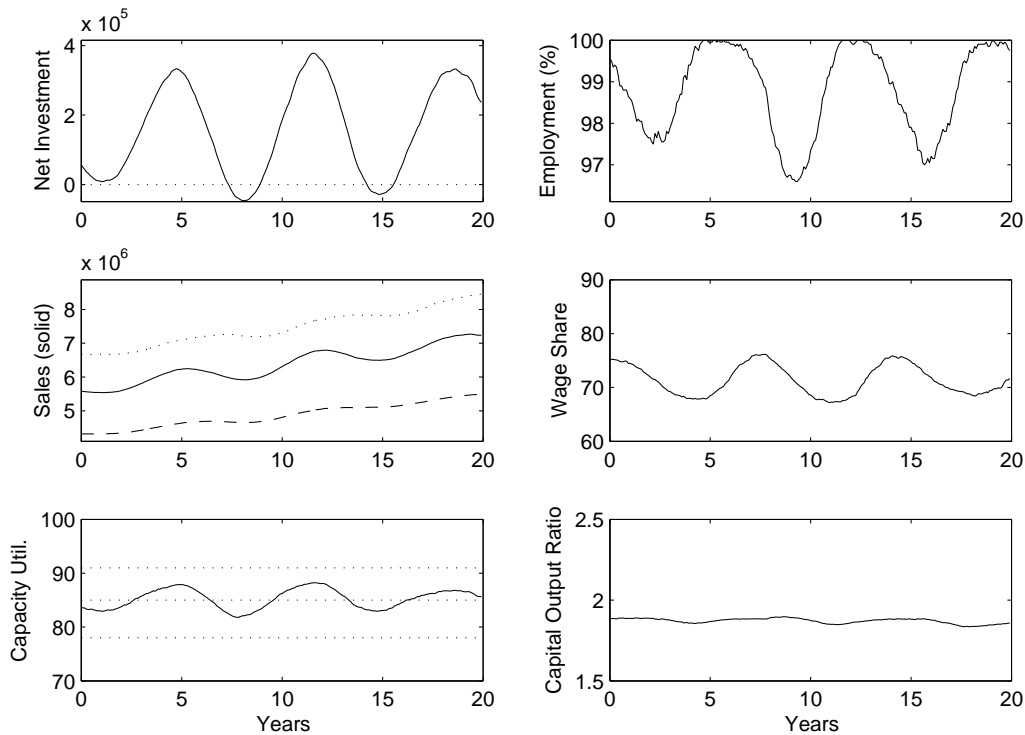 x 10^5
4
2
0
Net Investment
0 5 10 15 20
100
99
98
97
Employment (%)
0 5 10 15 20
x 10^6
8
7
6
5
Sales (solid)
0 5 10 15 20
90
80
70
60
Wage Share
0 5 10 15 20
100
90
80
70
Capacity Util.
0 5 10 15 20
Years
2.5
2
1.5
Capital Output Ratio
0 5 10 15 20
Years